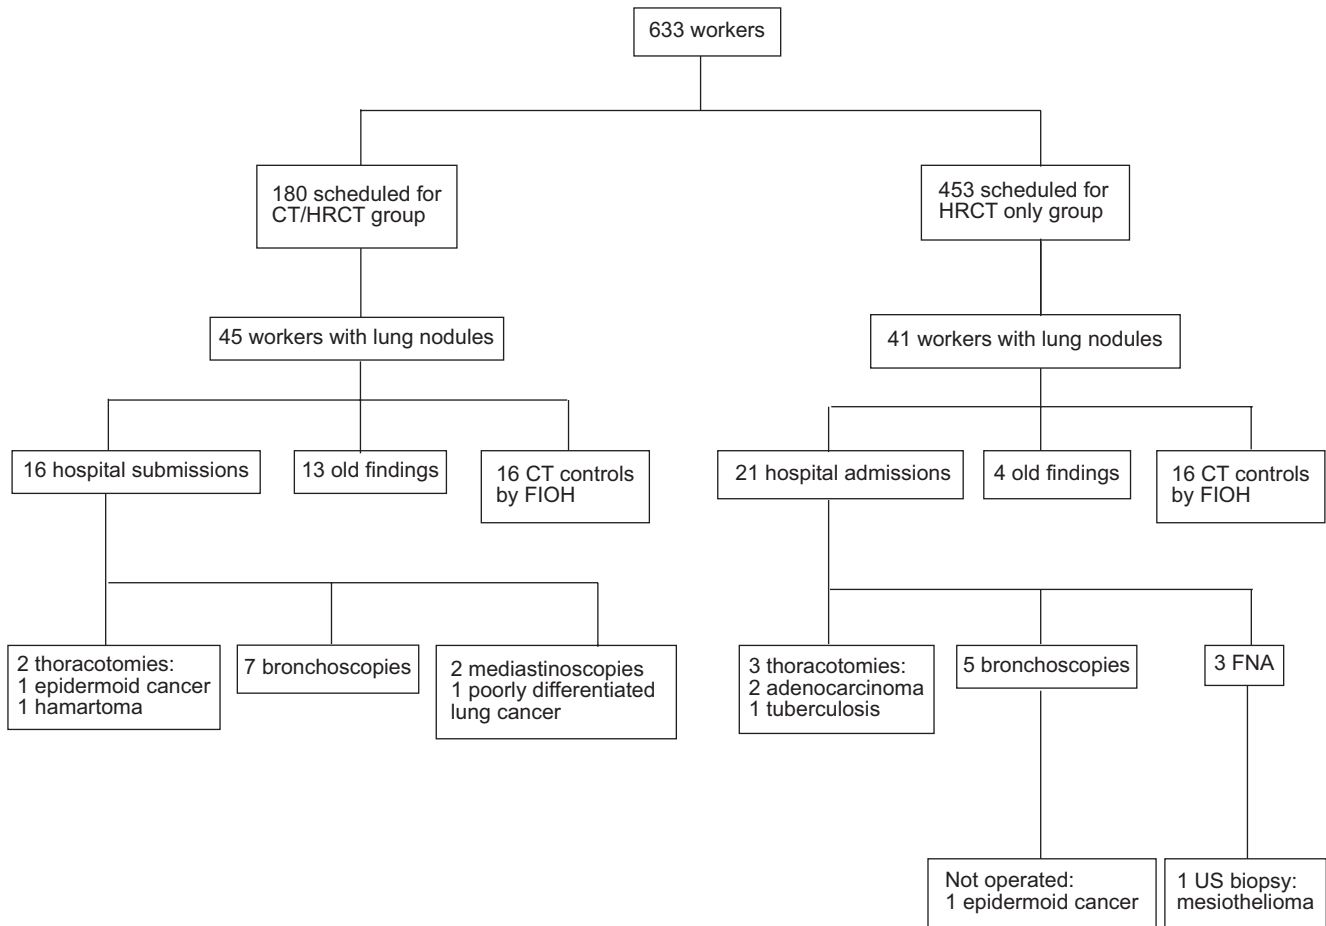 633 workers
180 scheduled for
CT/HRCT group
453 scheduled for
HRCT only group
45 workers with lung nodules
41 workers with lung nodules
16 hospital submissions
13 old findings
16 CT controls
by FIOH
21 hospital admissions
4 old findings
16 CT controls
by FIOH
2 thoracotomies:
1 epidermoid cancer
1 hamartoma
7 bronchoscopies
2 mediastinoscopies
1 poorly differentiated
lung cancer
3 thoracotomies:
2 adenocarcinoma
1 tuberculosis
5 bronchoscopies
3 FNA
Not operated:
1 epidermoid cancer
1 US biopsy:
mesiothelioma